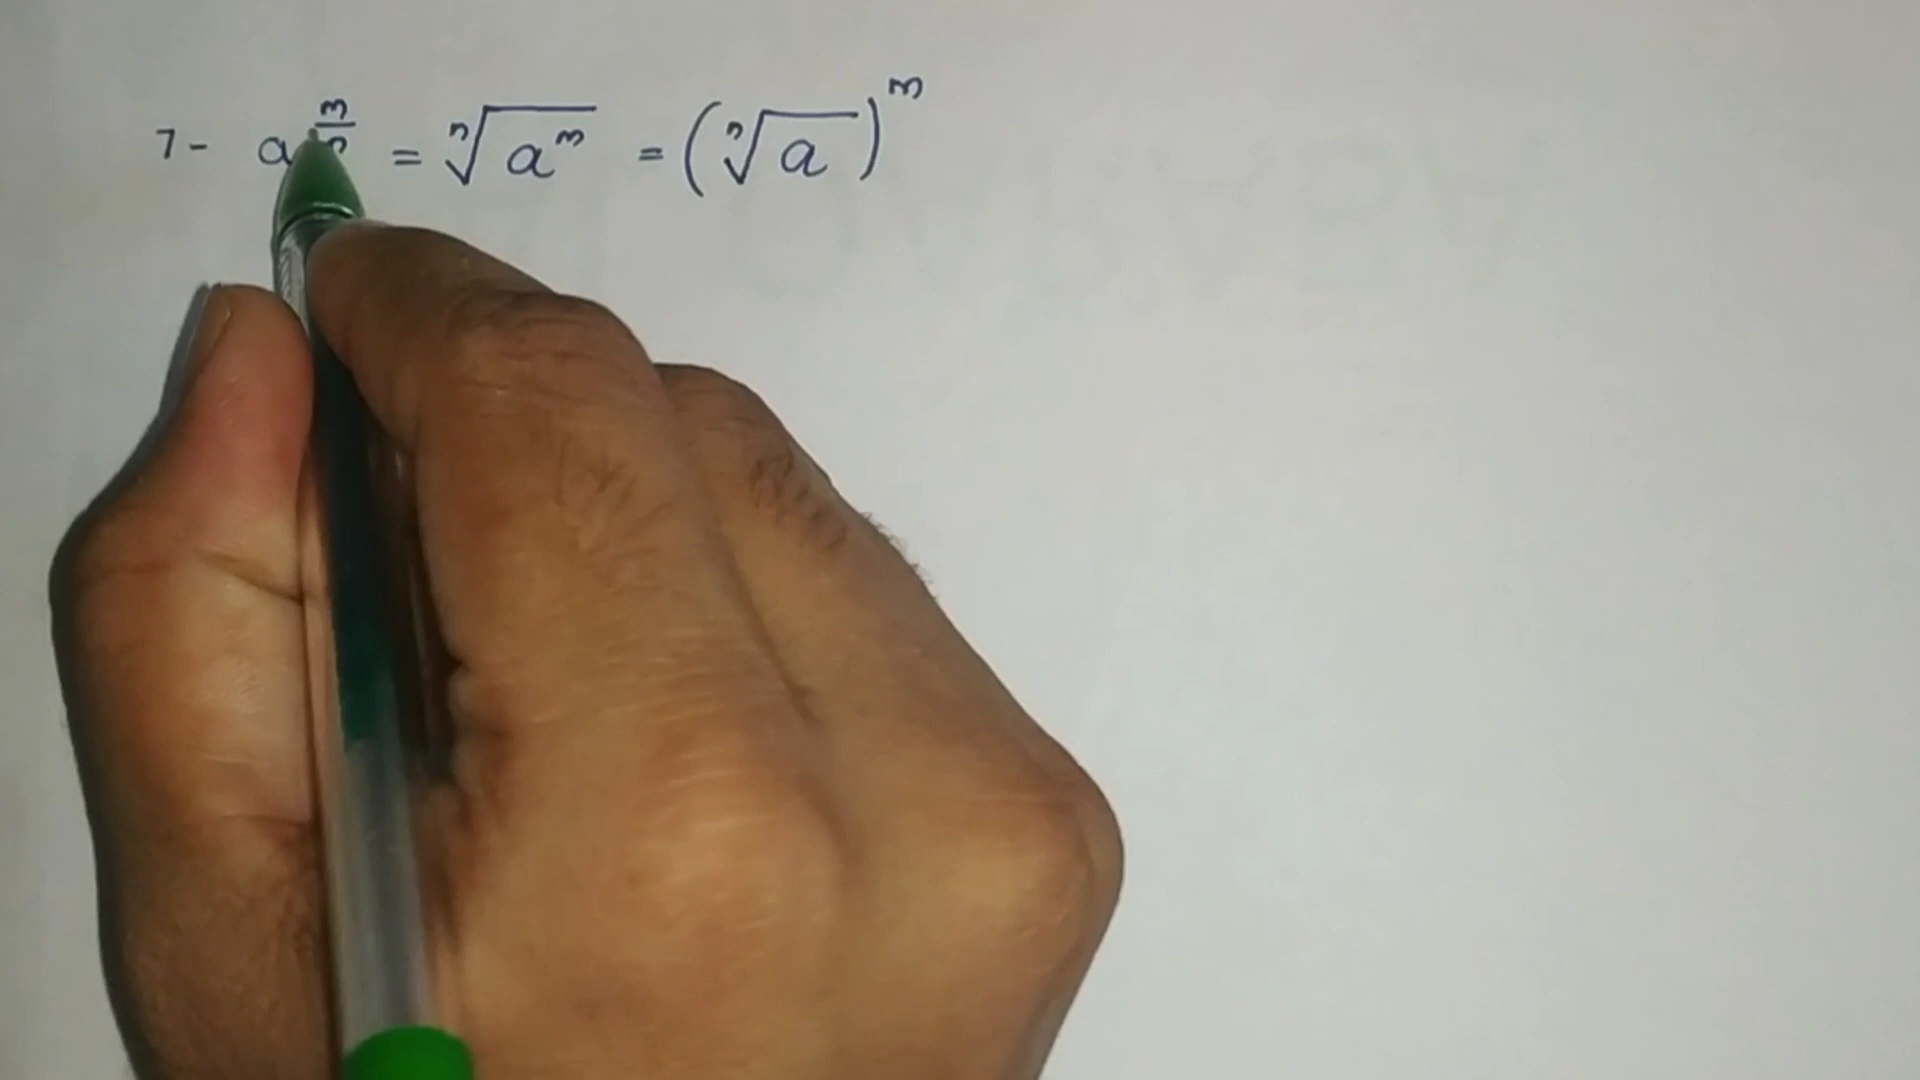 7- a^(m/n) = ⁿ√(a^m) = (ⁿ√a)^m